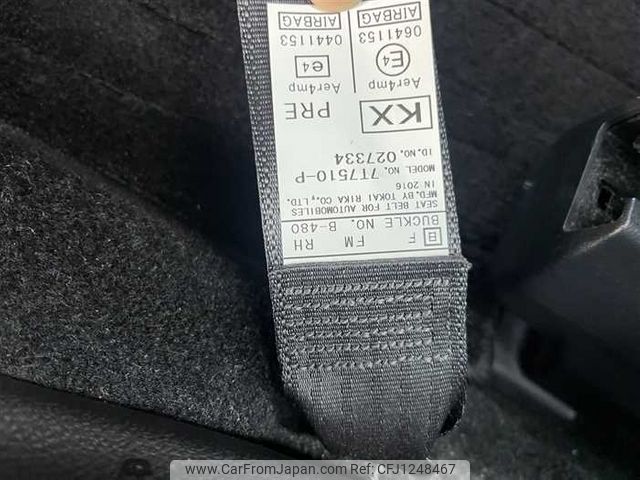 F FM RH
BUCKLE NO. B-480
SEAT BELT FOR AUTOMOBILES
MFD.BY TOKAI RIKA CO.,LTD.
IN 2016
MODEL NO. 7T7510-P
ID.NO. 027334
KX PRE
Aer4mp Aer4mp
E4 e4
0641153 0441153
AIRBAG AIRBAG
www.CarFromJapan.com | CFJ1248467